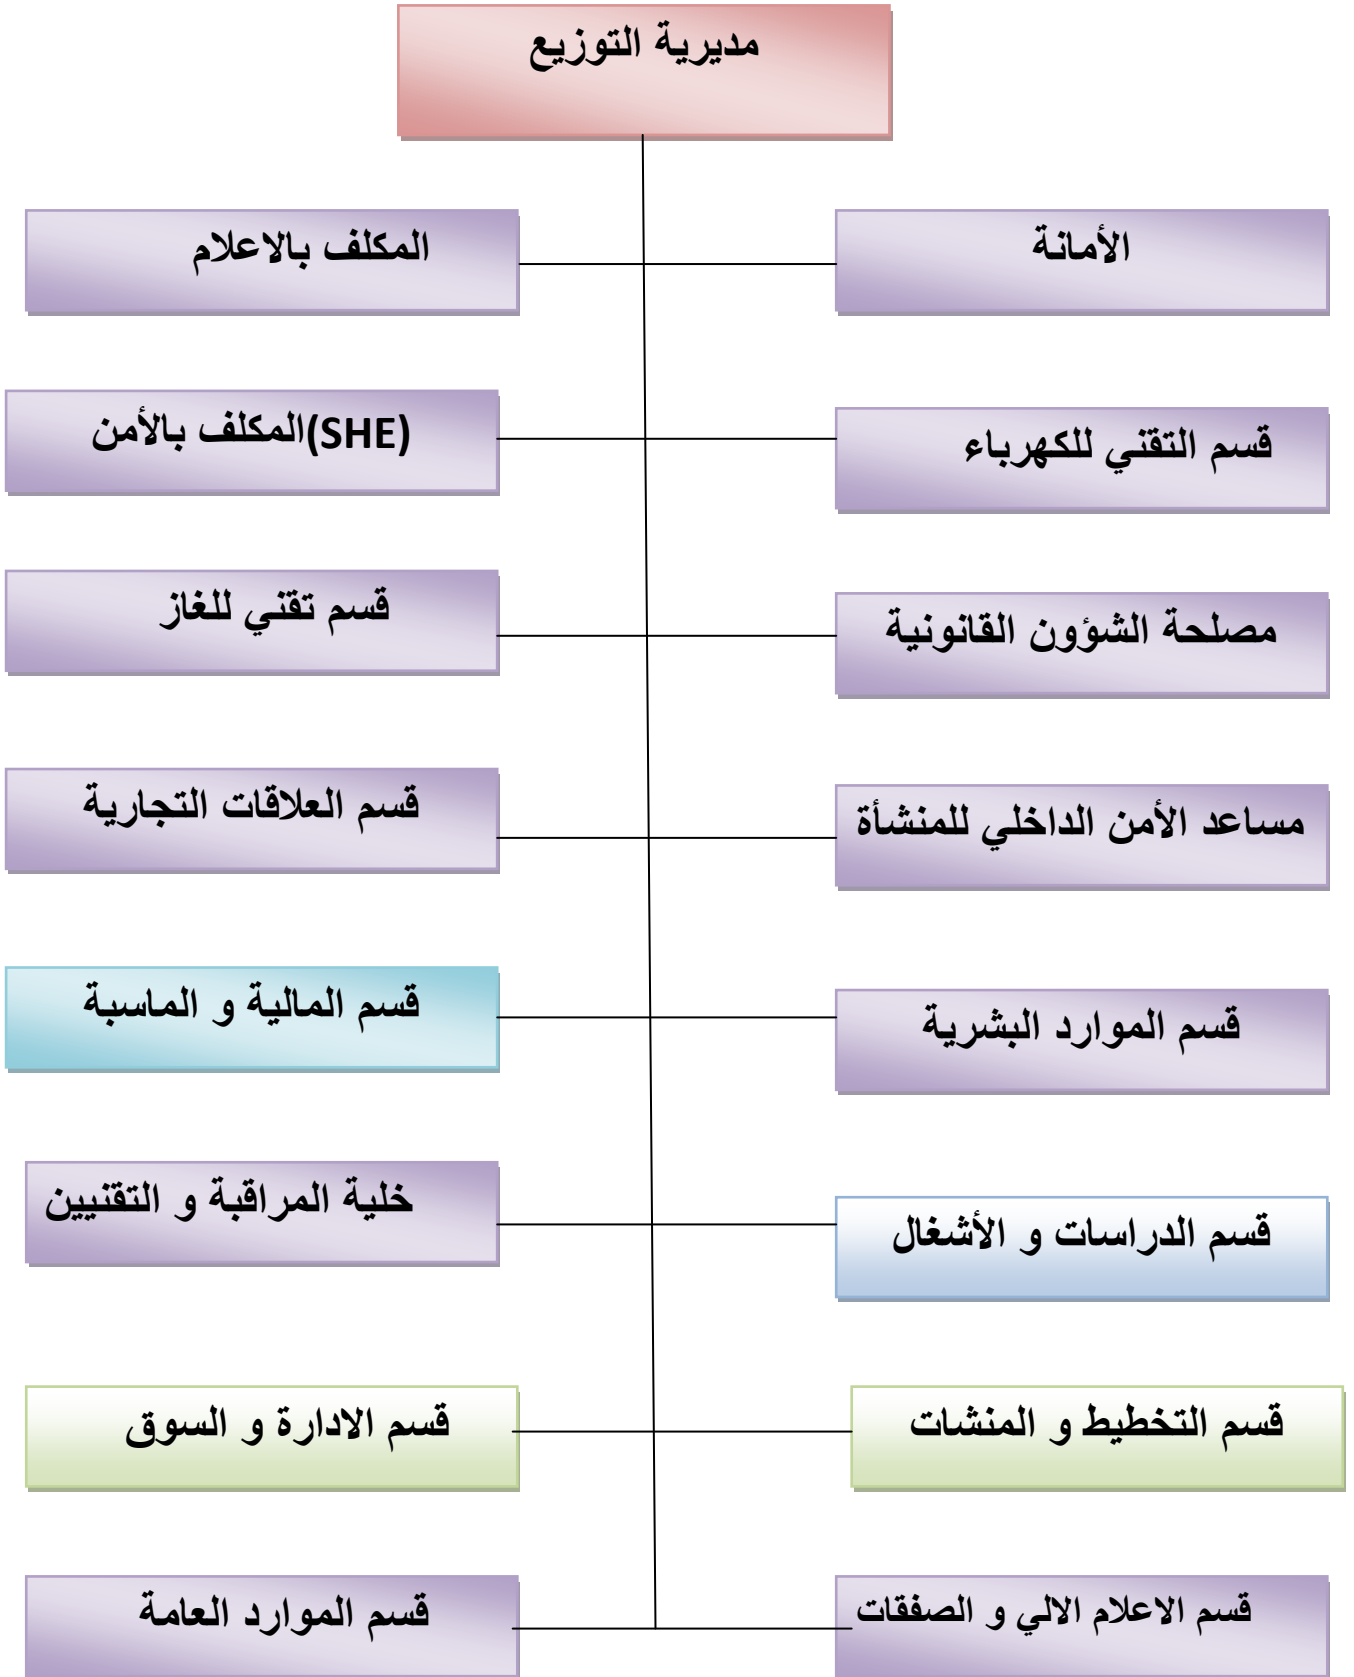 مديرية التوزيع
الأمانة
المكلف بالاعلام
قسم التقني للكهرباء
المكلف بالأمن(SHE)
مصلحة الشؤون القانونية
قسم تقني للغاز
مساعد الأمن الداخلي للمنشأة
قسم العلاقات التجارية
قسم الموارد البشرية
قسم المالية و الماسبة
قسم الدراسات و الأشغال
خلية المراقبة و التقنيين
قسم التخطيط و المنشات
قسم الادارة و السوق
قسم الاعلام الالي و الصفقات
قسم الموارد العامة